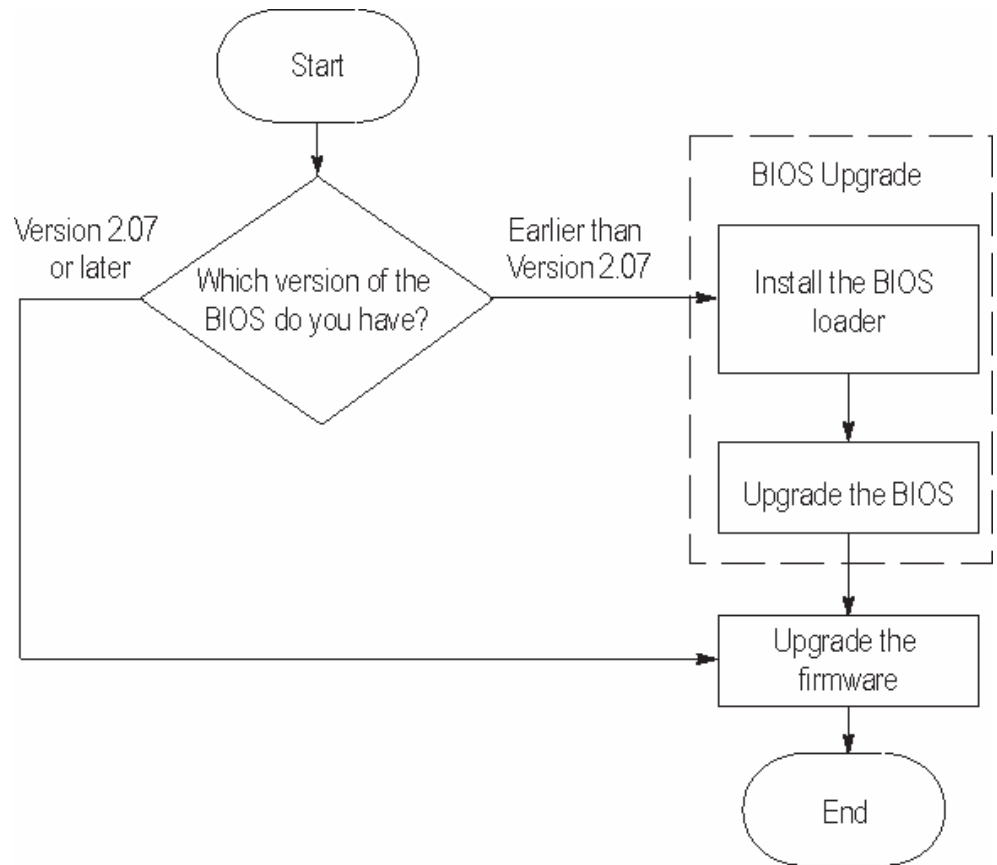 Start
Version 2.07
or later
Which version of the
BIOS do you have?
Earlier than
Version 2.07
BIOS Upgrade
Install the BIOS
loader
Upgrade the BIOS
Upgrade the
firmware
End